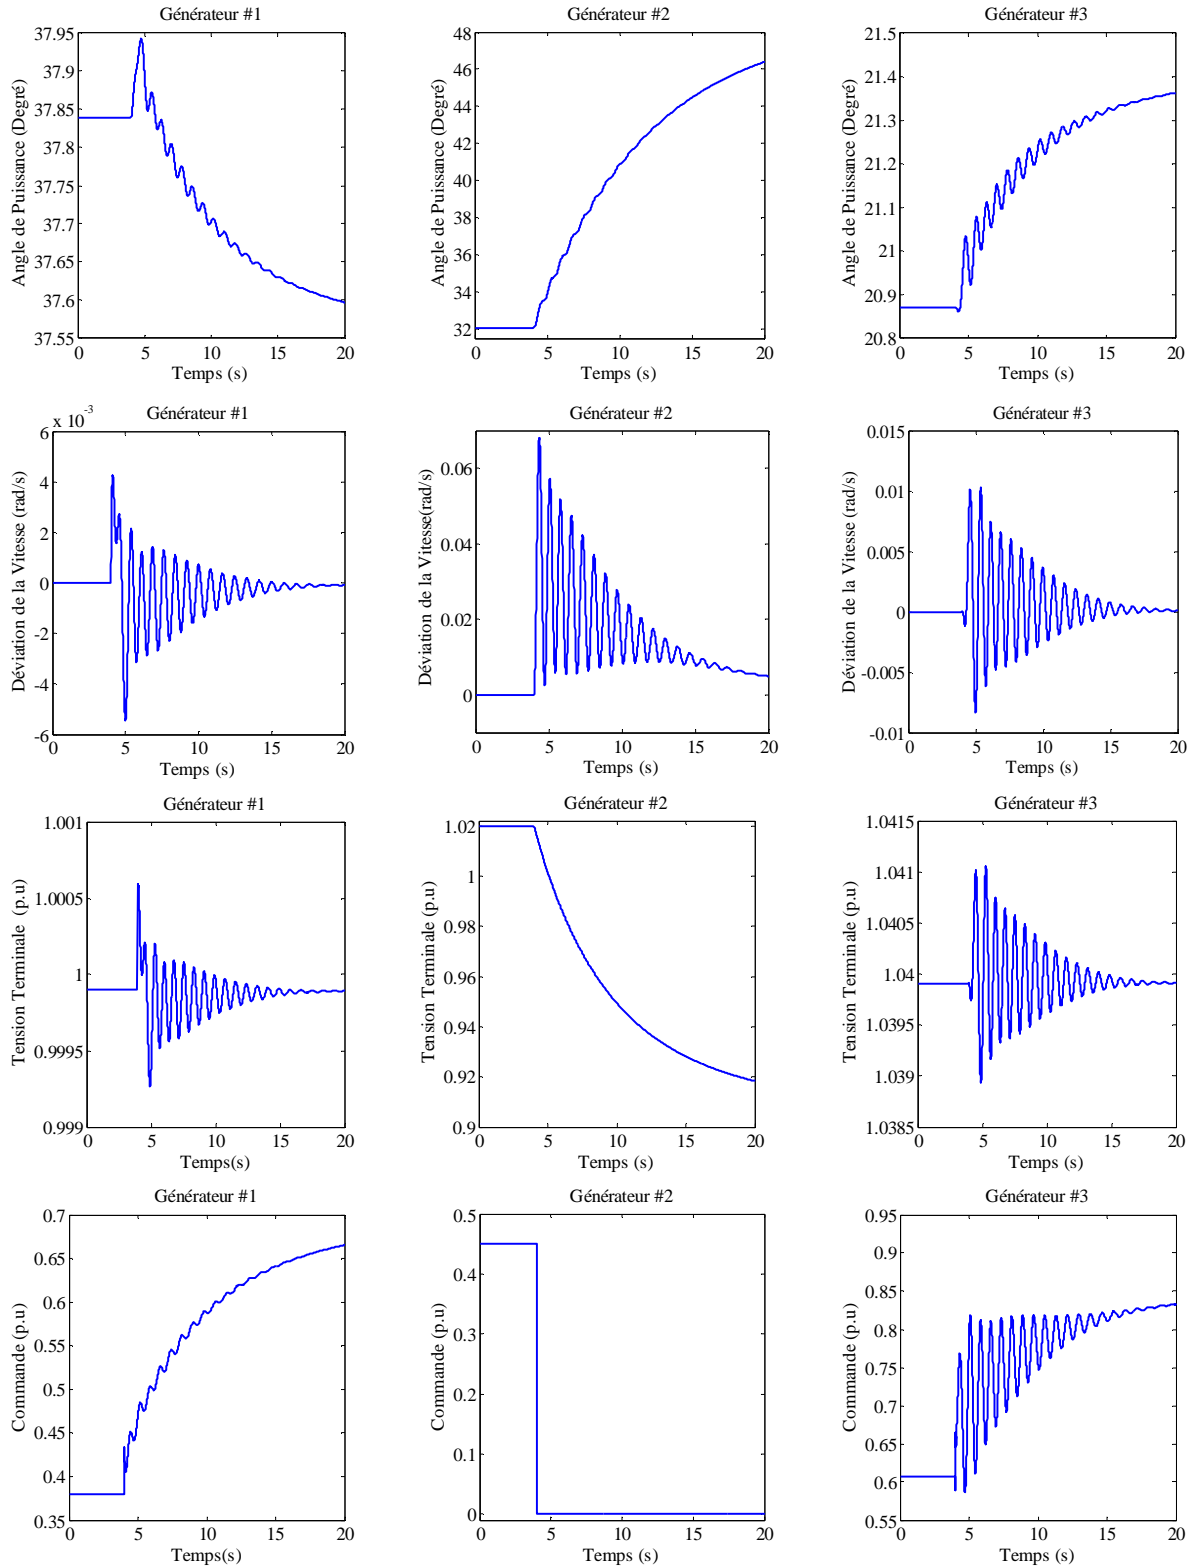 Générateur #1
Angle de Puissance (Degré)
37.95
37.9
37.85
37.8
37.75
37.7
37.65
37.6
37.55
0 5 10 15 20
Temps (s)
Générateur #2
Angle de Puissance (Degré)
48
46
44
42
40
38
36
34
32
0 5 10 15 20
Temps (s)
Générateur #3
Angle de Puissance (Degré)
21.5
21.4
21.3
21.2
21.1
21
20.9
20.8
0 5 10 15 20
Temps (s)
Générateur #1
x 10-3
Déviation de la Vitesse (rad/s)
6
4
2
0
-2
-4
-6
0 5 10 15 20
Temps (s)
Générateur #2
Déviation de la Vitesse(rad/s)
0.06
0.04
0.02
0
0 5 10 15 20
Temps (s)
Générateur #3
Déviation de la Vitesse (rad/s)
0.015
0.01
0.005
0
-0.005
-0.01
0 5 10 15 20
Temps (s)
Générateur #1
Tension Terminale (p.u)
1.001
1.0005
1
0.9995
0.999
0 5 10 15 20
Temps(s)
Générateur #2
Tension Terminale (p.u)
1.02
1
0.98
0.96
0.94
0.92
0.9
0 5 10 15 20
Temps (s)
Générateur #3
Tension Terminale (p.u)
1.0415
1.041
1.0405
1.04
1.0395
1.039
1.0385
0 5 10 15 20
Temps (s)
Générateur #1
Commande (p.u)
0.7
0.65
0.6
0.55
0.5
0.45
0.4
0.35
0 5 10 15 20
Temps(s)
Générateur #2
Commande (p.u)
0.5
0.4
0.3
0.2
0.1
0
0 5 10 15 20
Temps (s)
Générateur #3
Commande (p.u)
0.95
0.9
0.85
0.8
0.75
0.7
0.65
0.6
0.55
0 5 10 15 20
Temps (s)